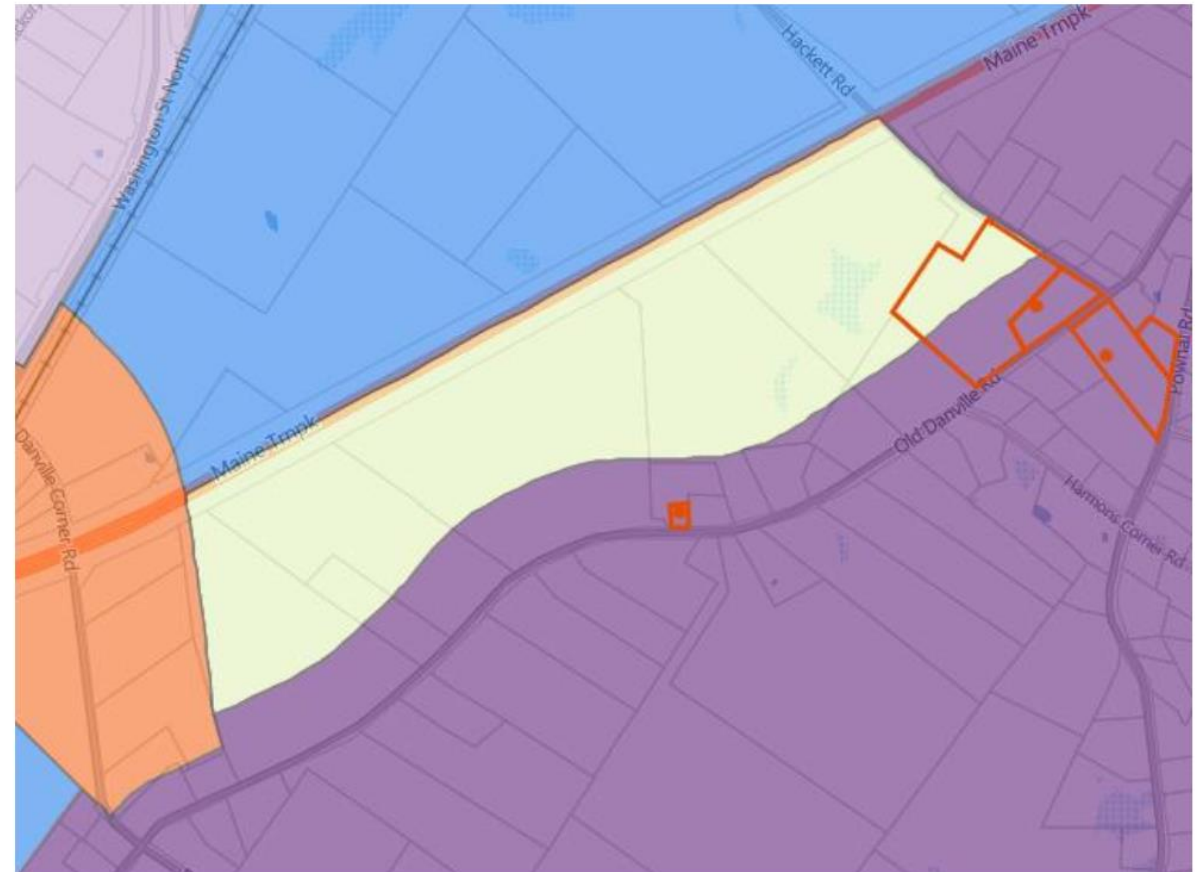 Hackett Rd
Maine Trnpk
Washington St North
Maine Trnpk
Pownal Rd
Old Danville Rd
Danville Corner Rd
Harmons Corner Rd